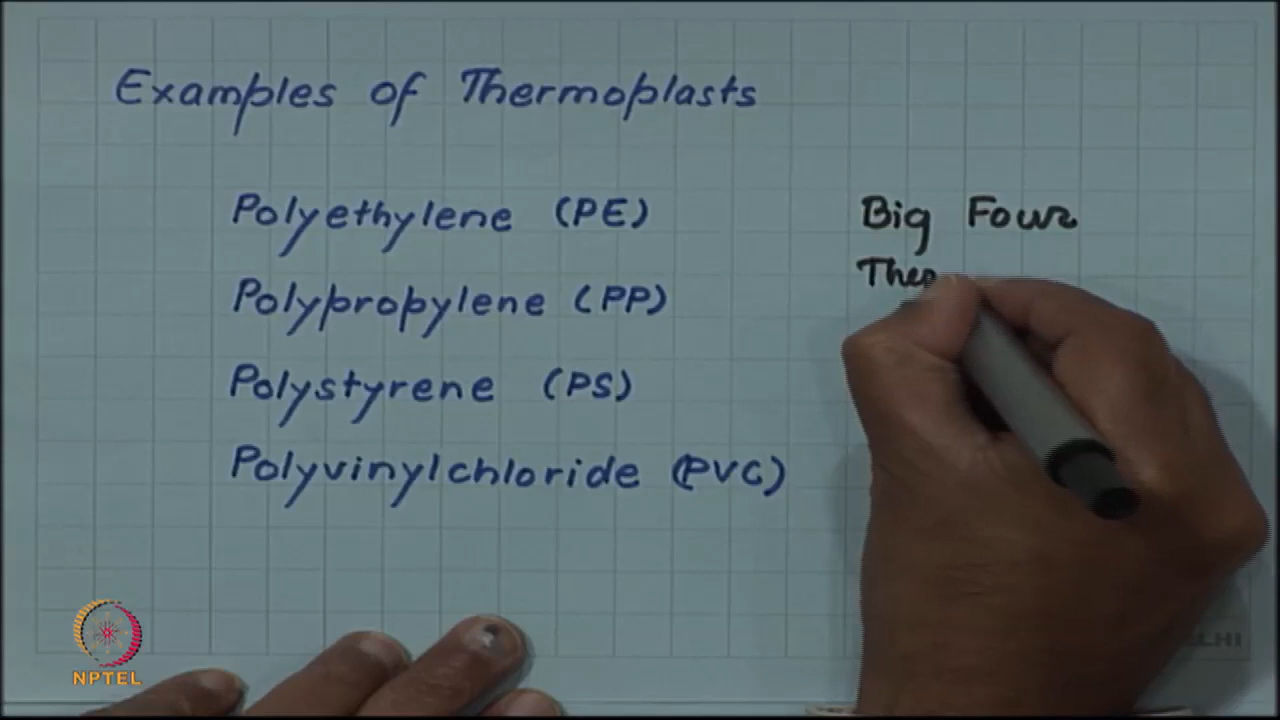 Examples of Thermoplasts
Polyethylene (PE)
Polypropylene (PP)
Polystyrene (PS)
Polyvinylchloride (PVC)
Big Four
NPTEL